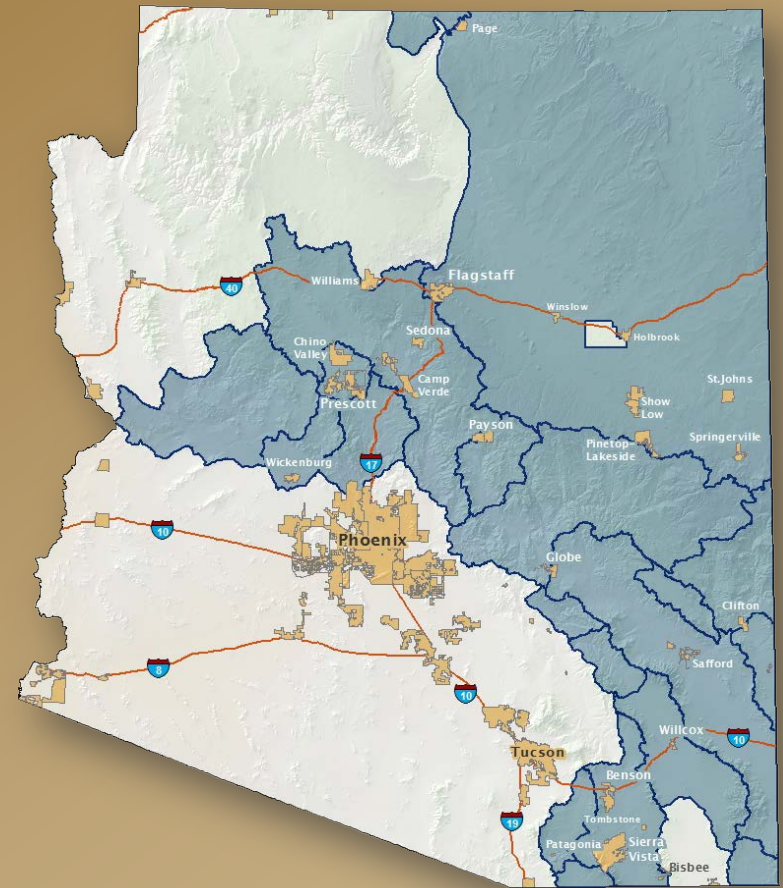 Page
Williams
Flagstaff
40
Winslow
Sedona
Holbrook
Chino
Valley
Camp
Verde
St.Johns
Prescott
Show
Low
Payson
Pinetop-
Lakeside
Springerville
Wickenburg
17
10
Phoenix
Globe
Clifton
8
Safford
10
Willcox
10
Tucson
Benson
19
Tombstone
Patagonia
Sierra
Vista
Bisbee